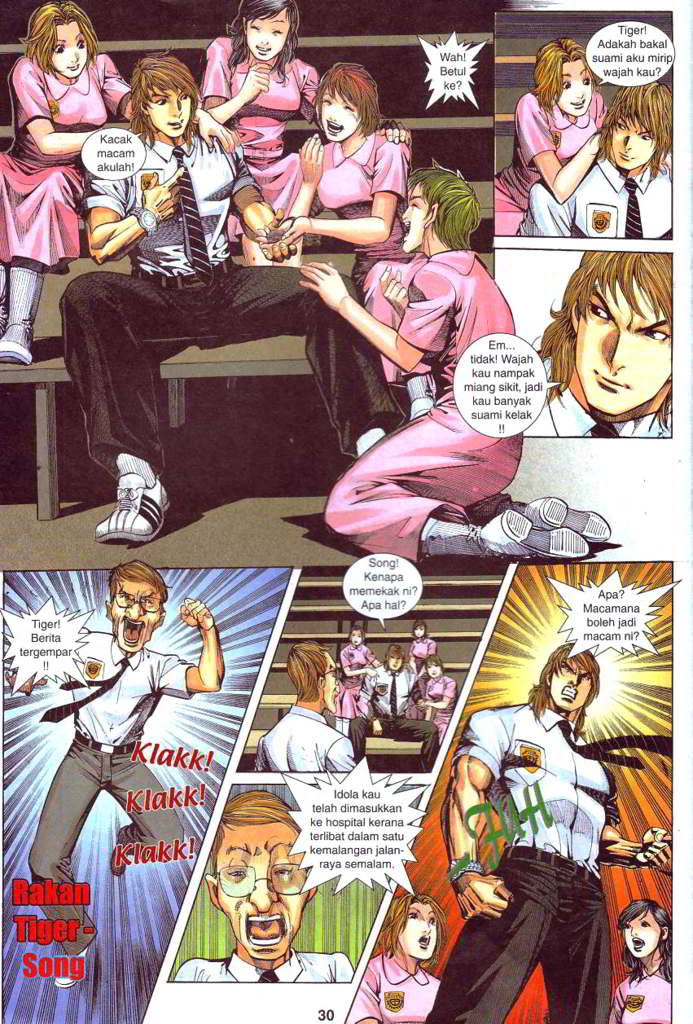 Wah!
Betul
ke?
Kacak
macam
akulah!
Tiger!
Adakah bakal
suami aku mirip
wajah kau?
Em...
tidak! Wajah
kau nampak
miang sikit, jadi
kau banyak
suami kelak
!!
Tiger!
Berita
tergempar
!!
Klakk!
Klakk!
Klakk!
Rakan
Tiger -
Song
Song!
Kenapa
memekak ni?
Apa hal?
Idola kau
telah dimasukkan
ke hospital kerana
terlibat dalam satu
kemalangan jalan-
raya semalam.
Apa?
Macamana
boleh jadi
macam ni?
HUH
30